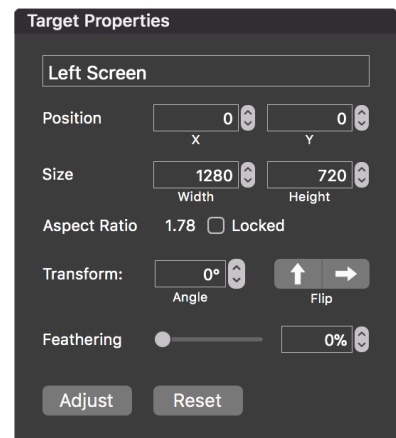 Target Properties
Left Screen
Position 0 0
X Y
Size 1280 720
Width Height
Aspect Ratio 1.78 Locked
Transform: 0°
Angle Flip
Feathering 0%
Adjust Reset